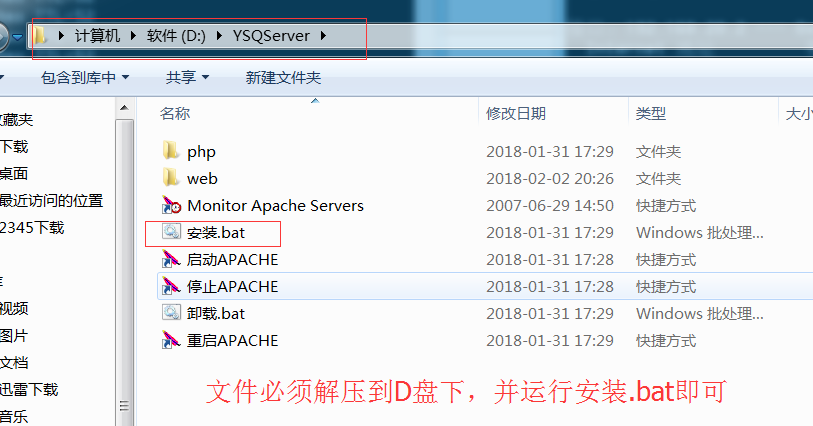 计算机 软件 (D:) YSQServer
包含到库中 共享 新建文件夹
名称 修改日期 类型 大小
藏夹
下载
桌面
最近访问的位置
2345下载
视频
图片
文档
迅雷下载
音乐
php 2018-01-31 17:29 文件夹
web 2018-02-02 20:26 文件夹
Monitor Apache Servers 2007-06-29 14:50 快捷方式
安装.bat 2018-01-31 17:29 Windows 批处理...
启动APACHE 2018-01-31 17:28 快捷方式
停止APACHE 2018-01-31 17:28 快捷方式
卸载.bat 2018-01-31 17:29 Windows 批处理...
重启APACHE 2018-01-31 17:29 快捷方式
文件必须解压到D盘下，并运行安装.bat即可